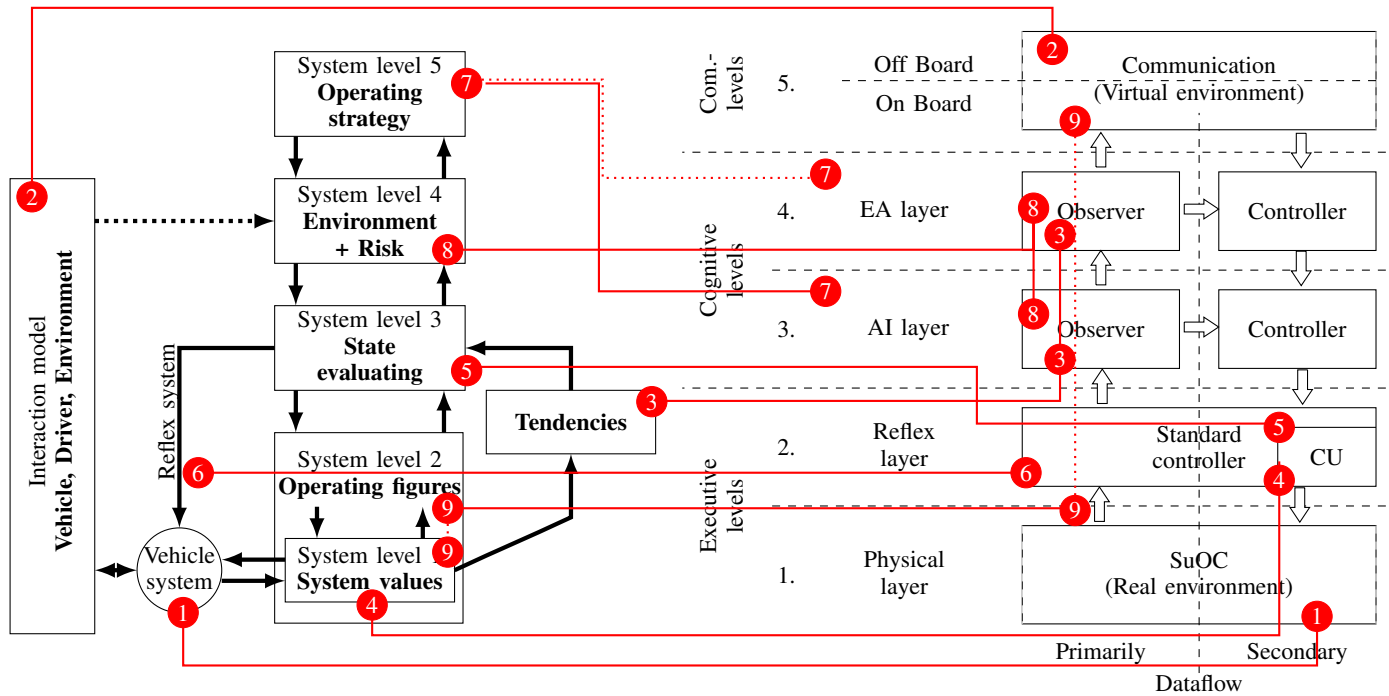 Interaction model
Vehicle, Driver, Environment
2
System level 5
Operating
strategy
7
System level 4
Environment
+ Risk
8
System level 3
State
evaluating
5
Reflex system
Tendencies
3
System level 2
Operating figures
6
9
9
System level
System values
4
Vehicle
system
1
Com.-
levels
5.
Off Board
On Board
2
Communication
(Virtual environment)
9
7
Cognitive
levels
4.
EA layer
8
Observer
3
Controller
7
3.
AI layer
8
Observer
3
Controller
Executive
levels
2.
Reflex
layer
6
Standard
controller
5
CU
4
9
1.
Physical
layer
SuOC
(Real environment)
1
Primarily
Secondary
Dataflow